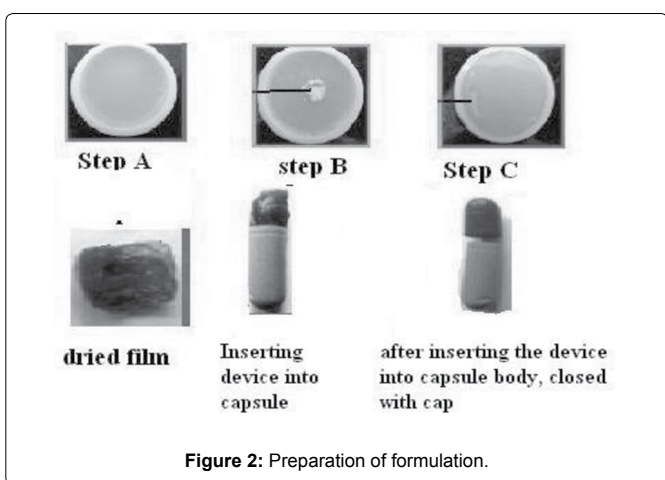 Step A
step B
Step C
dried film
Inserting
device into
capsule
after inserting the device
into capsule body, closed
with cap
Figure 2: Preparation of formulation.